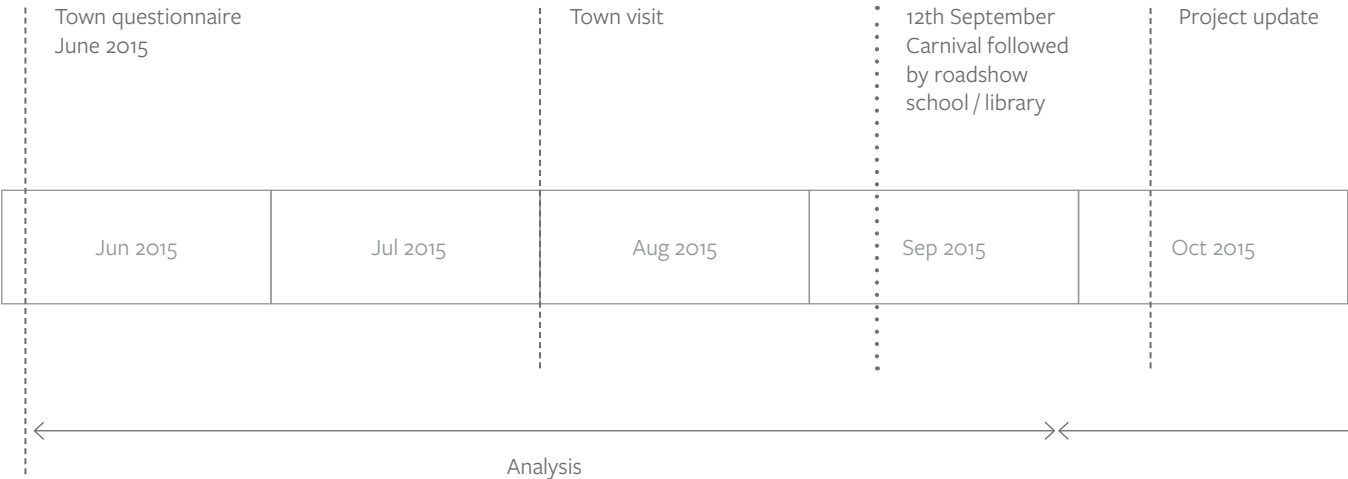 Town questionnaire
June 2015
Town visit
12th September
Carnival followed
by roadshow
school / library
Project update
Jun 2015
Jul 2015
Aug 2015
Sep 2015
Oct 2015
Analysis